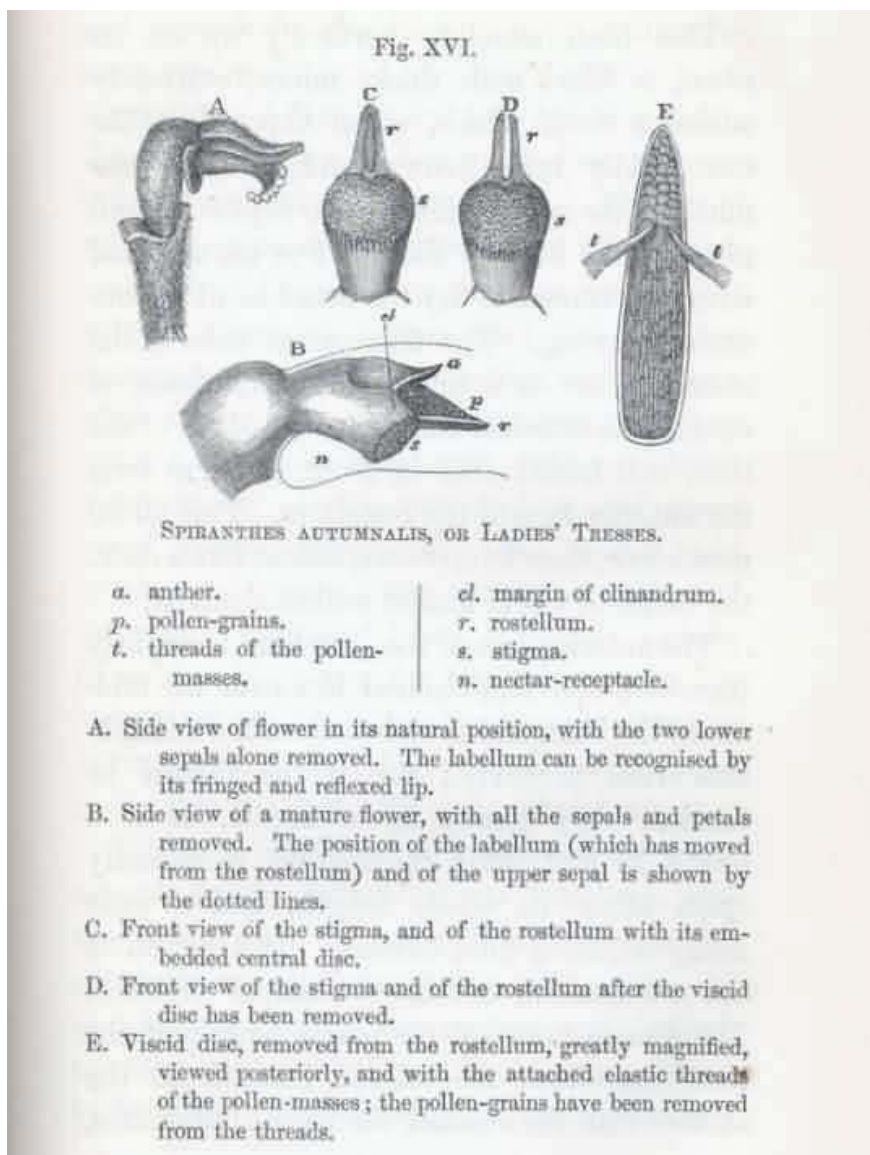 Fig. XVI.
A
C
D
E
r
r
s
s
t
t
cl
B
a
p
r
s
n
SPIRANTHES AUTUMNALIS, OR LADIES' TRESSES.
a. anther.
p. pollen-grains.
t. threads of the pollen-
masses.
cl. margin of clinandrum.
r. rostellum.
s. stigma.
n. nectar-receptacle.
A. Side view of flower in its natural position, with the two lower
sepals alone removed. The labellum can be recognised by
its fringed and reflexed lip.
B. Side view of a mature flower, with all the sepals and petals
removed. The position of the labellum (which has moved
from the rostellum) and of the upper sepal is shown by
the dotted lines.
C. Front view of the stigma, and of the rostellum with its em-
bedded central disc.
D. Front view of the stigma and of the rostellum after the viscid
disc has been removed.
E. Viscid disc, removed from the rostellum, greatly magnified,
viewed posteriorly, and with the attached elastic threads
of the pollen-masses; the pollen-grains have been removed
from the threads.